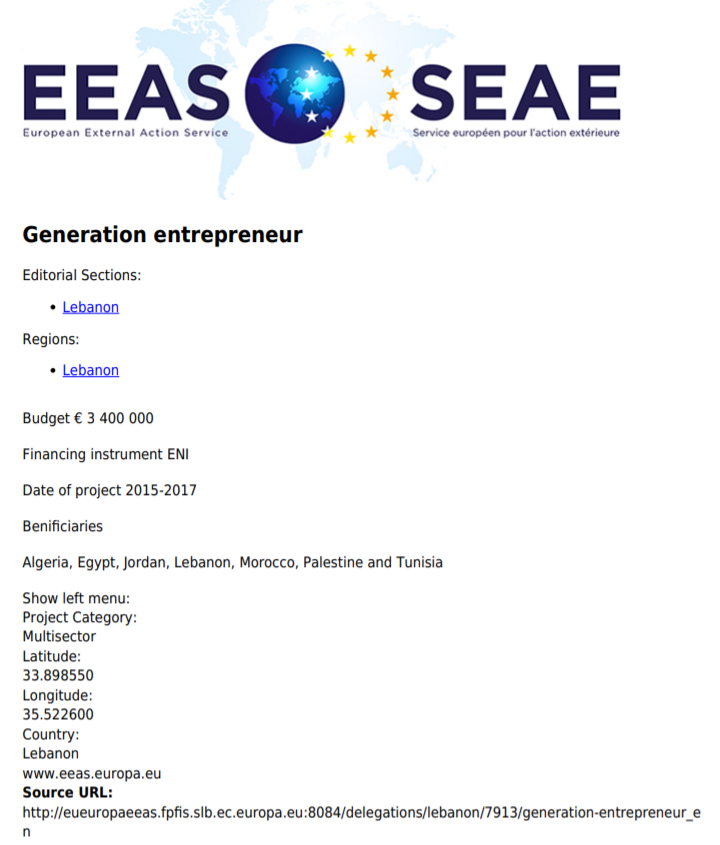 EEAS SEAE
European External Action Service Service européen pour l'action extérieure
Generation entrepreneur
Editorial Sections:
• Lebanon
Regions:
• Lebanon
Budget € 3 400 000
Financing instrument ENI
Date of project 2015-2017
Benificiaries
Algeria, Egypt, Jordan, Lebanon, Morocco, Palestine and Tunisia
Show left menu:
Project Category:
Multisector
Latitude:
33.898550
Longitude:
35.522600
Country:
Lebanon
www.eeas.europa.eu
Source URL:
http://eueuropaeeas.fpfis.slb.ec.europa.eu:8084/delegations/lebanon/7913/generation-entrepreneur_e
n